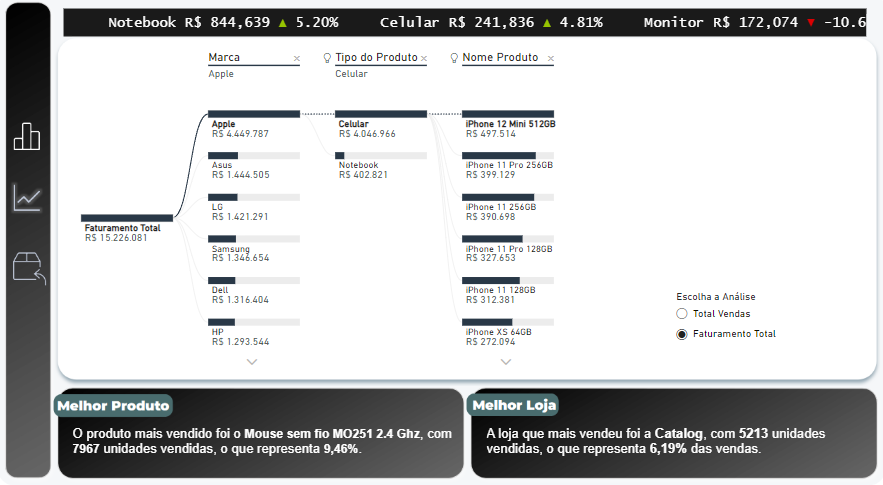 Notebook R$ 844,639 ▲ 5.20% Celular R$ 241,836 ▲ 4.81% Monitor R$ 172,074 ▼ -10.6
Marca
Apple
Tipo do Produto
Celular
Nome Produto
Faturamento Total
R$ 15.226.081
Apple
R$ 4.449.787
Asus
R$ 1.444.505
LG
R$ 1.421.291
Samsung
R$ 1.346.654
Dell
R$ 1.316.404
HP
R$ 1.293.544
Celular
R$ 4.046.966
Notebook
R$ 402.821
iPhone 12 Mini 512GB
R$ 497.514
iPhone 11 Pro 256GB
R$ 399.129
iPhone 11 256GB
R$ 390.698
iPhone 11 Pro 128GB
R$ 327.653
iPhone 11 128GB
R$ 312.381
iPhone XS 64GB
R$ 272.094
Escolha a Análise
Total Vendas
Faturamento Total
Melhor Produto
O produto mais vendido foi o Mouse sem fio MO251 2.4 Ghz, com
7967 unidades vendidas, o que representa 9,46%.
Melhor Loja
A loja que mais vendeu foi a Catalog, com 5213 unidades
vendidas, o que representa 6,19% das vendas.